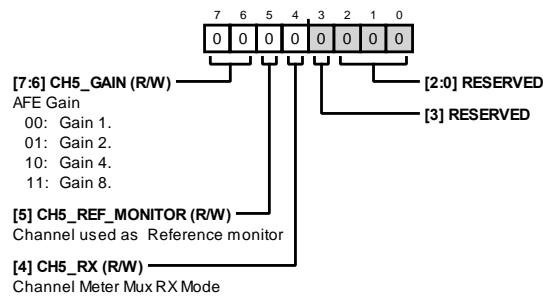 7 6 5 4 3 2 1 0
0 0 0 0 0 0 0 0
[7:6] CH5_GAIN (R/W)
AFE Gain
00: Gain 1.
01: Gain 2.
10: Gain 4.
11: Gain 8.
[5] CH5_REF_MONITOR (R/W)
Channel used as Reference monitor
[4] CH5_RX (R/W)
Channel Meter Mux RX Mode
[2:0] RESERVED
[3] RESERVED